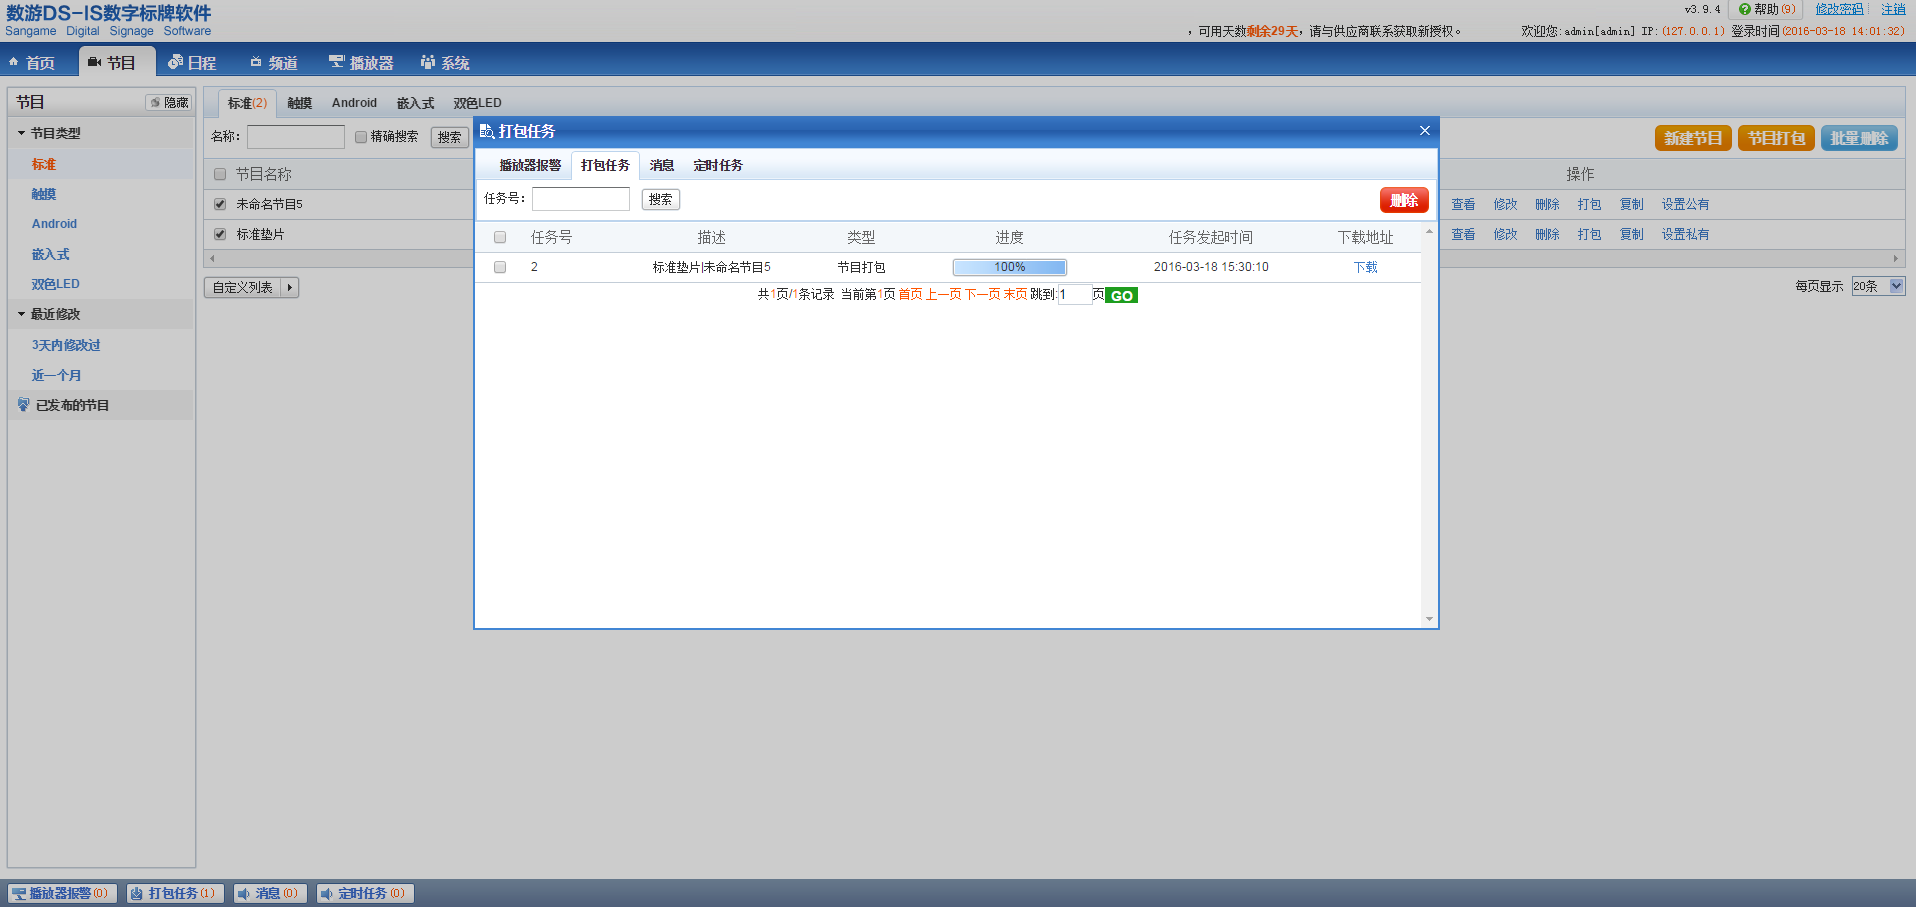 数游DS-IS数字标牌软件
Sangame Digital Signage Software
v3.9.4 帮助(9) 修改密码 注销
，可用天数剩余29天，请与供应商联系获取新授权。 欢迎您:admin[admin] IP:(127.0.0.1) 登录时间(2016-03-18 14:01:32)
首页 节目 日程 频道 播放器 系统
节目 隐藏
节目类型
标准
触摸
Android
嵌入式
双色LED
最近修改
3天内修改过
近一个月
已发布的节目
标准(2) 触摸 Android 嵌入式 双色LED
名称: 精确搜索 搜索
新建节目 节目打包 批量删除
节目名称 操作
未命名节目5 查看 修改 删除 打包 复制 设置公有
标准垫片 查看 修改 删除 打包 复制 设置私有
自定义列表
每页显示 20条
打包任务
播放器报警 打包任务 消息 定时任务
任务号: 搜索 删除
任务号 描述 类型 进度 任务发起时间 下载地址
2 标准垫片|未命名节目5 节目打包 100% 2016-03-18 15:30:10 下载
共1页/1条记录 当前第1页 首页 上一页 下一页 末页 跳到:1 页 GO
播放器报警(0) 打包任务(1) 消息(0) 定时任务(0)